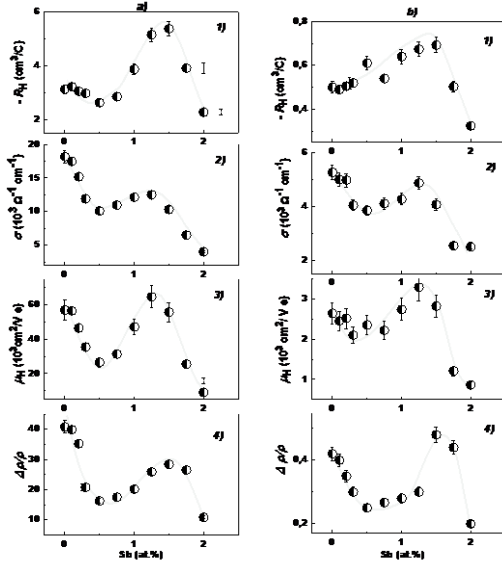 a)
b)
1)
- R_H (cm³/C)
6
4
2
1)
- R_H (cm³/C)
0,8
0,6
0,4
2)
σ (10³ Ω⁻¹ cm⁻¹)
20
15
10
5
2)
σ (10³ Ω⁻¹ cm⁻¹)
6
4
2
3)
μ_H (10³cm²/V s)
60
40
20
3)
μ_H (10³ cm²/ V s)
3
2
1
4)
Δρ/ρ
40
30
20
10
4)
Δρ/ρ
0,4
0,2
0 1 2
Sb (at.%)
0 1 2
Sb (at.%)